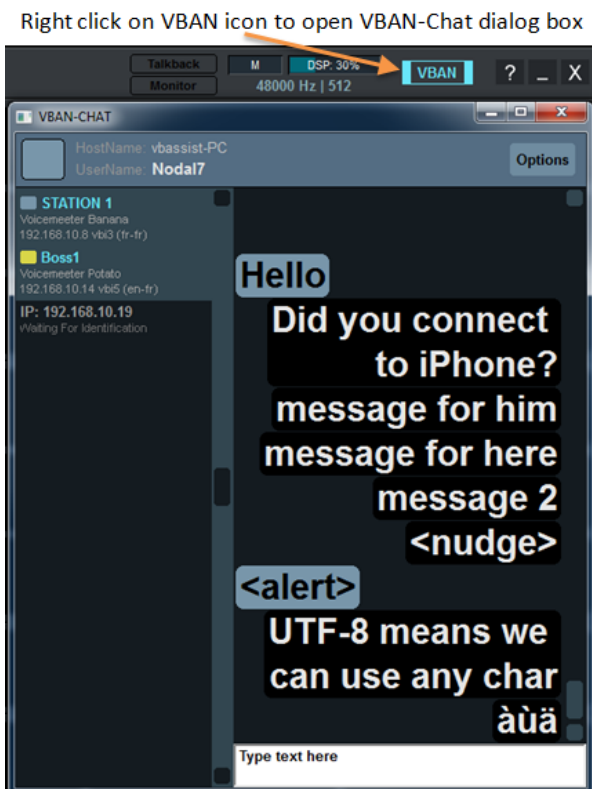 Right click on VBAN icon to open VBAN-Chat dialog box
Talkback
M
DSP: 30%
VBAN
?
_
X
Monitor
48000 Hz | 512
VBAN-CHAT
HostName: vbassist-PC
UserName: Nodal7
Options
STATION 1
Voicemeeter Banana
192.168.10.8 vbi3 (fr-fr)
Boss1
Voicemeeter Potato
192.168.10.14 vbi5 (en-fr)
IP: 192.168.10.19
Waiting For Identification
Hello
Did you connect
to iPhone?
message for him
message for here
message 2
<nudge>
<alert>
UTF-8 means we
can use any char
àùä
Type text here